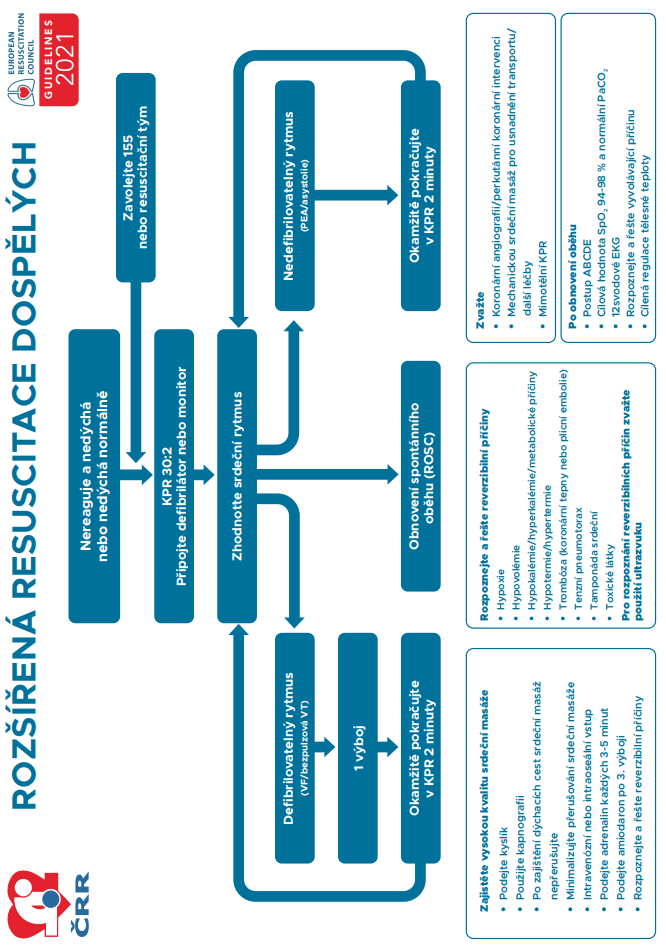 ČRR
ROZŠÍŘENÁ RESUSCITACE DOSPĚLÝCH
EUROPEAN
RESUSCITATION
COUNCIL
GUIDELINES
2021
Nereaguje a nedýchá
nebo nedýchá normálně
Zavolejte 155
nebo resuscitační tým
KPR 30:2
Připojte defibrilátor nebo monitor
Zhodnoťte srdeční rytmus
Defibrilovatelný rytmus
(VF/bezpulzová VT)
1 výboj
Okamžitě pokračujte
v KPR 2 minuty
Obnovení spontánního
oběhu (ROSC)
Nedefibrilovatelný rytmus
(PEA/asystolie)
Okamžitě pokračujte
v KPR 2 minuty
Zajistěte vysokou kvalitu srdeční masáže
• Podejte kyslík
• Použijte kapnografii
• Po zajištění dýchacích cest srdeční masáž
nepřerušujte
• Minimalizujte přerušování srdeční masáže
• Intravenózní nebo intraoseální vstup
• Podejte adrenalin každých 3-5 minut
• Podejte amiodaron po 3. výboji
• Rozpoznejte a řešte reverzibilní příčiny
Rozpoznejte a řešte reverzibilní příčiny
• Hypoxie
• Hypovolémie
• Hypokalémie/hyperkalémie/metabolické příčiny
• Hypotermie/hypertermie
• Trombóza (koronární tepny nebo plicní embolie)
• Tenzní pneumotorax
• Tamponáda srdeční
• Toxické látky
Pro rozpoznání reverzibilních příčin zvažte
použití ultrazvuku
Zvažte
• Koronární angiografii/perkutánní koronární intervenci
• Mechanickou srdeční masáž pro usnadnění transportu/
další léčby
• Mimotělní KPR
Po obnovení oběhu
• Postup ABCDE
• Cílová hodnota SpO₂ 94-98 % a normální PaCO₂
• 12svodové EKG
• Rozpoznejte a řešte vyvolávající příčinu
• Cílená regulace tělesné teploty